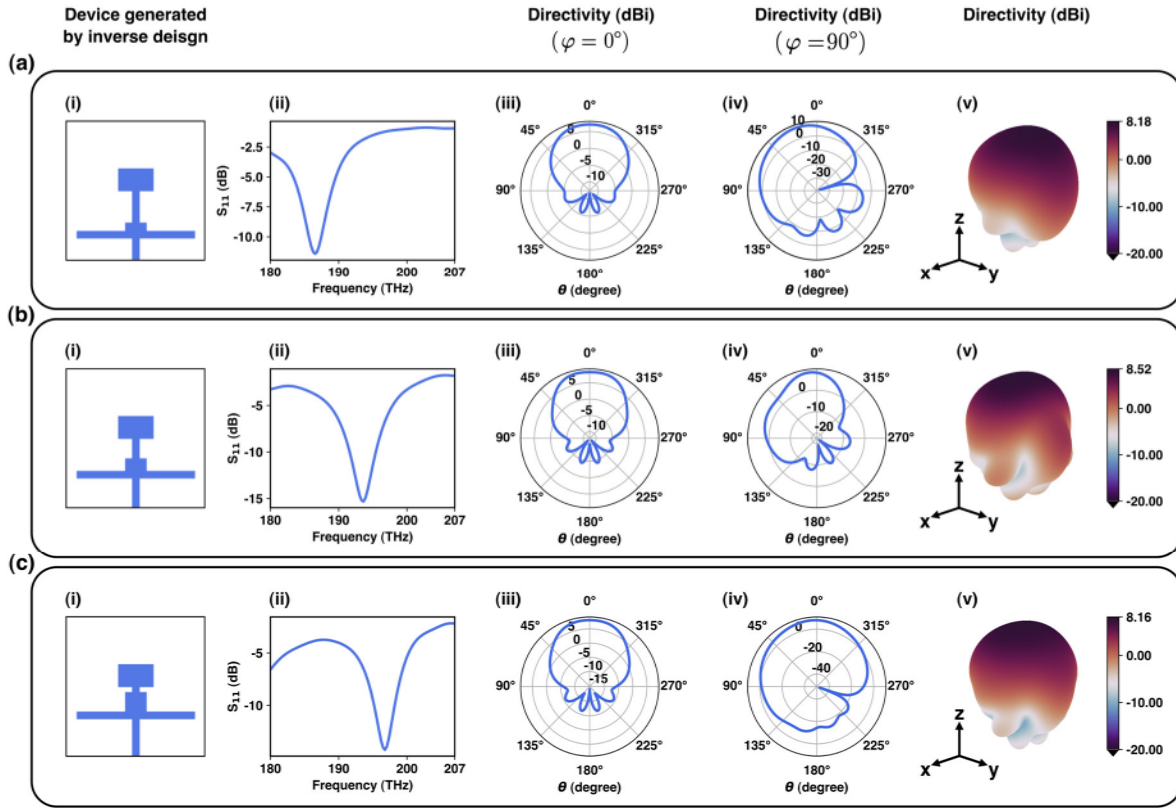 Device generated
by inverse deisgn
Directivity (dBi)
(φ = 0°)
Directivity (dBi)
(φ =90°)
Directivity (dBi)
(a)
(i)
(ii)
-2.5
-5.0
-7.5
-10.0
S₁₁ (dB)
180 190 200 207
Frequency (THz)
(iii)
0°
45° 315°
5
0
-5
-10
90° 270°
135 225°
180°
θ (degree)
(iv)
0°
45° 315°
10
0
-10
-20
-30
90° 270°
135° 225°
180°
θ (degree)
(v)
z
x y
8.18
0.00
-10.00
-20.00
(b)
(i)
(ii)
-5
-10
-15
S₁₁ (dB)
180 190 200 207
Frequency (THz)
(iii)
0°
45° 315°
5
0
-5
-10
90° 270°
135° 225°
180°
θ (degree)
(iv)
0°
45° 315°
0
-10
-20
90° 270°
135° 225°
180°
θ (degree)
(v)
z
x y
8.52
0.00
-10.00
-20.00
(c)
(i)
(ii)
-5
-10
S₁₁ (dB)
180 190 200 207
Frequency (THz)
(iii)
0°
45° 315°
5
0
-5
-10
-15
90° 270°
135° 225°
180°
θ (degree)
(iv)
0°
45° 315°
0
-20
-40
90° 270°
135° 225°
180°
θ (degree)
(v)
z
x y
8.16
0.00
-10.00
-20.00